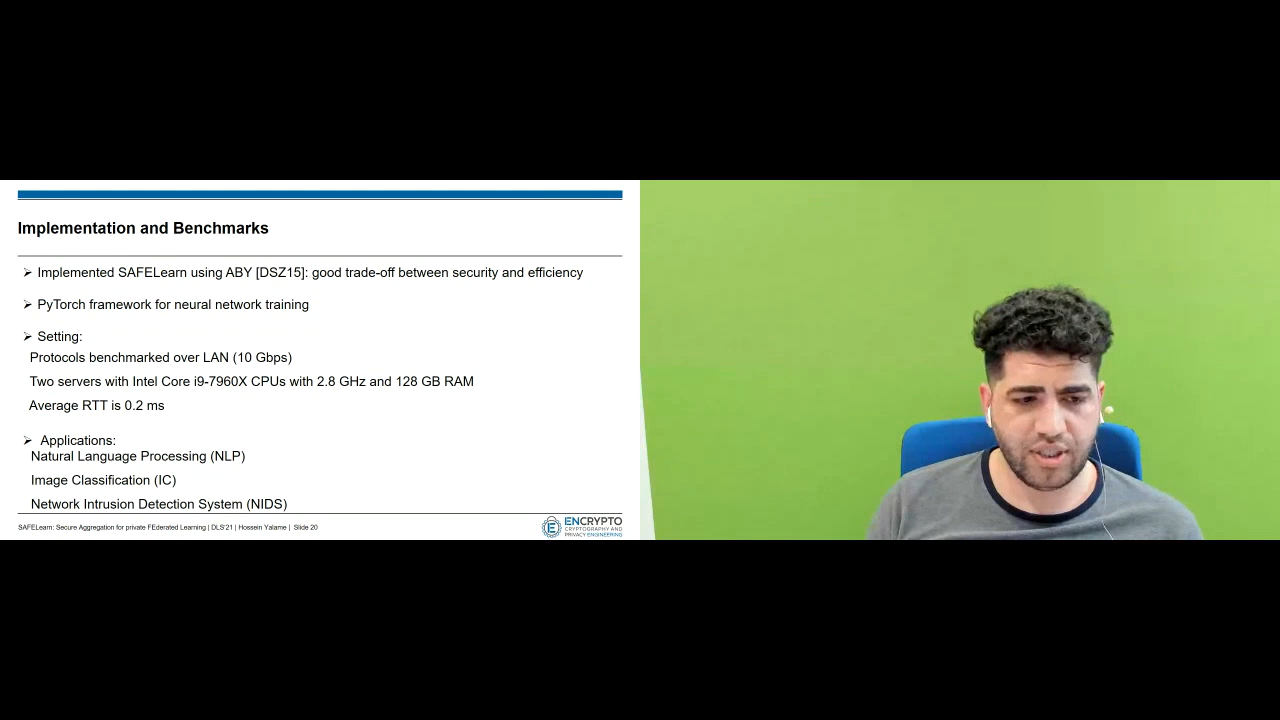 Implementation and Benchmarks
➢ Implemented SAFELearn using ABY [DSZ15]: good trade-off between security and efficiency
➢ PyTorch framework for neural network training
➢ Setting:
Protocols benchmarked over LAN (10 Gbps)
Two servers with Intel Core i9-7960X CPUs with 2.8 GHz and 128 GB RAM
Average RTT is 0.2 ms
➢ Applications:
Natural Language Processing (NLP)
Image Classification (IC)
Network Intrusion Detection System (NIDS)
SAFELearn: Secure Aggregation for private FEderated Learning | DLS'21 | Hossein Yalame | Slide 20
ENCRYPTO
CRYPTOGRAPHY AND
PRIVACY ENGINEERING